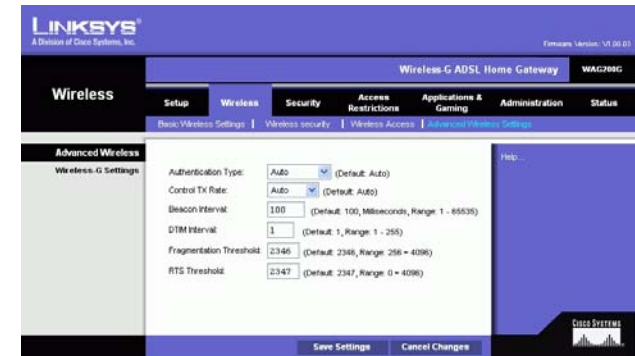 LINKSYS®
A Division of Cisco Systems, Inc.
Firmware Version: V1.00.03
Wireless-G ADSL Home Gateway WAG200G
Wireless
Setup Wireless Security Access Restrictions Applications & Gaming Administration Status
Basic Wireless Settings | Wireless security | Wireless Access | Advanced Wireless Settings
Advanced Wireless
Wireless-G Settings
Help...
Authentication Type: Auto (Default: Auto)
Control TX Rate: Auto (Default: Auto)
Beacon Interval: 100 (Default: 100, Milliseconds, Range: 1 - 65535)
DTIM Interval: 1 (Default: 1, Range: 1 - 255)
Fragmentation Threshold: 2346 (Default: 2346, Range: 256 ~ 4096)
RTS Threshold: 2347 (Default: 2347, Range: 0 ~ 4096)
Save Settings Cancel Changes
CISCO SYSTEMS